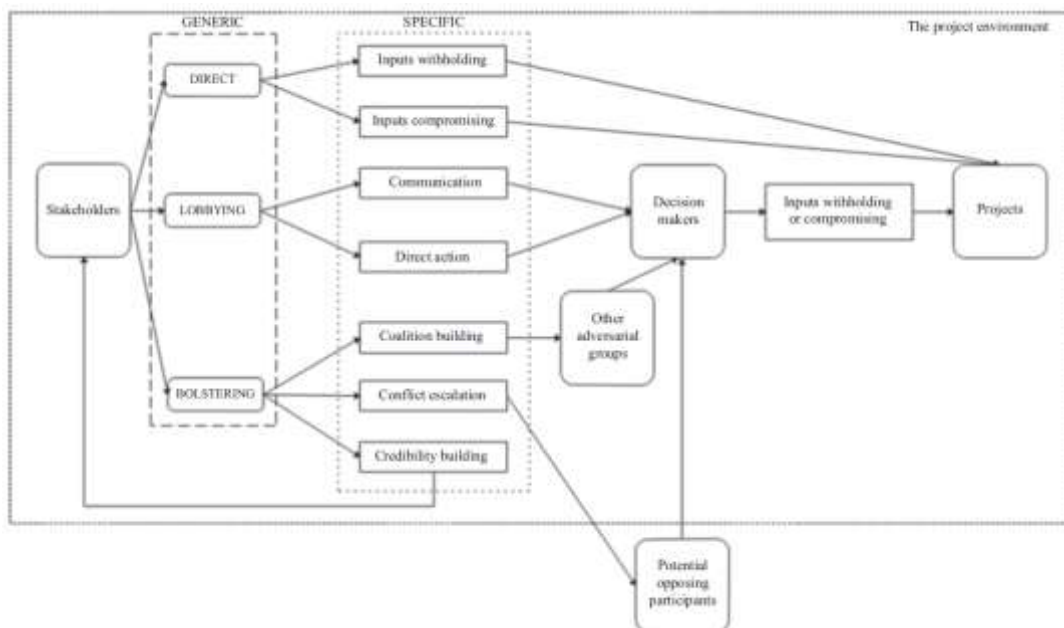 GENERIC
SPECIFIC
The project environment
DIRECT
Inputs withholding
Inputs compromising
Stakeholders
LOBBYING
Communication
Direct action
Decision
makers
Inputs withholding
or compromising
Projects
BOLSTERING
Coalition building
Conflict escalation
Credibility building
Other
adversarial
groups
Potential
opposing
participants